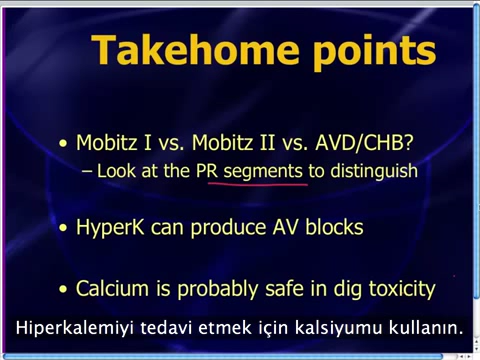 Takehome points
• Mobitz I vs. Mobitz II vs. AVD/CHB?
– Look at the PR segments to distinguish
• HyperK can produce AV blocks
• Calcium is probably safe in dig toxicity
Hiperkalemiyi tedavi etmek için kalsiyumu kullanın.